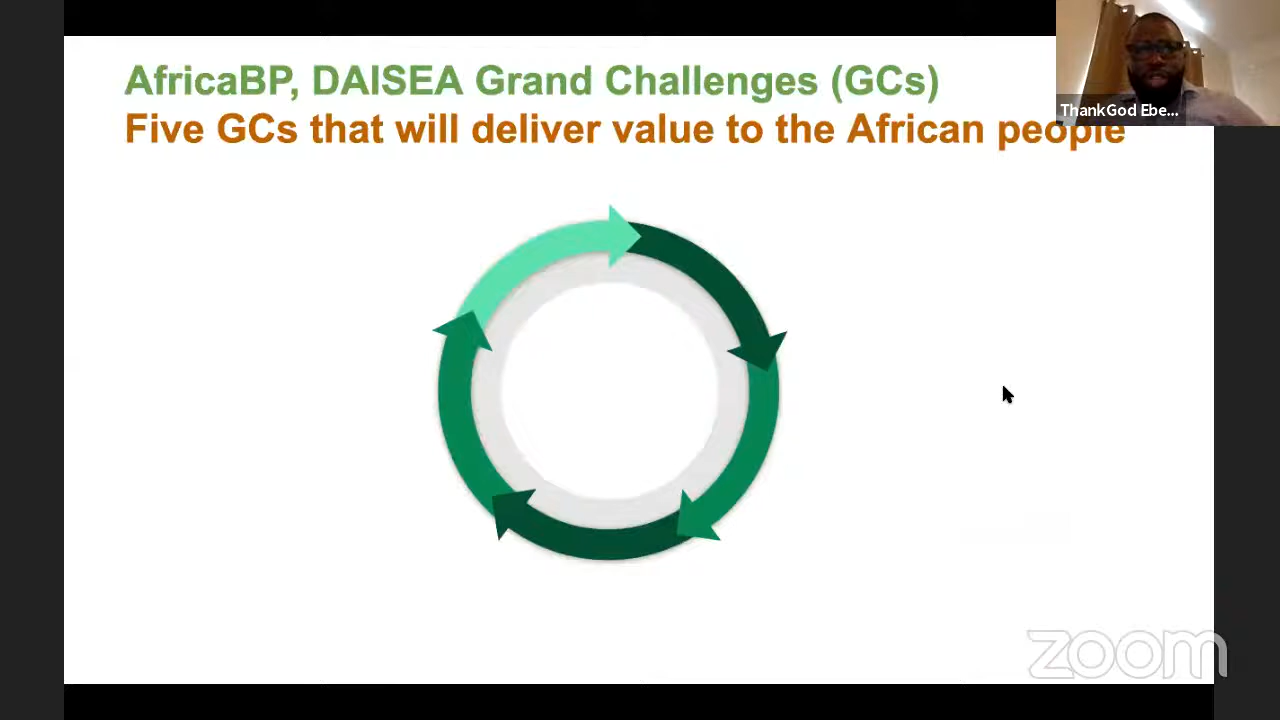 AfricaBP, DAISEA Grand Challenges (GCs)
Five GCs that will deliver value to the African people
ThankGod Ebe...
zoom